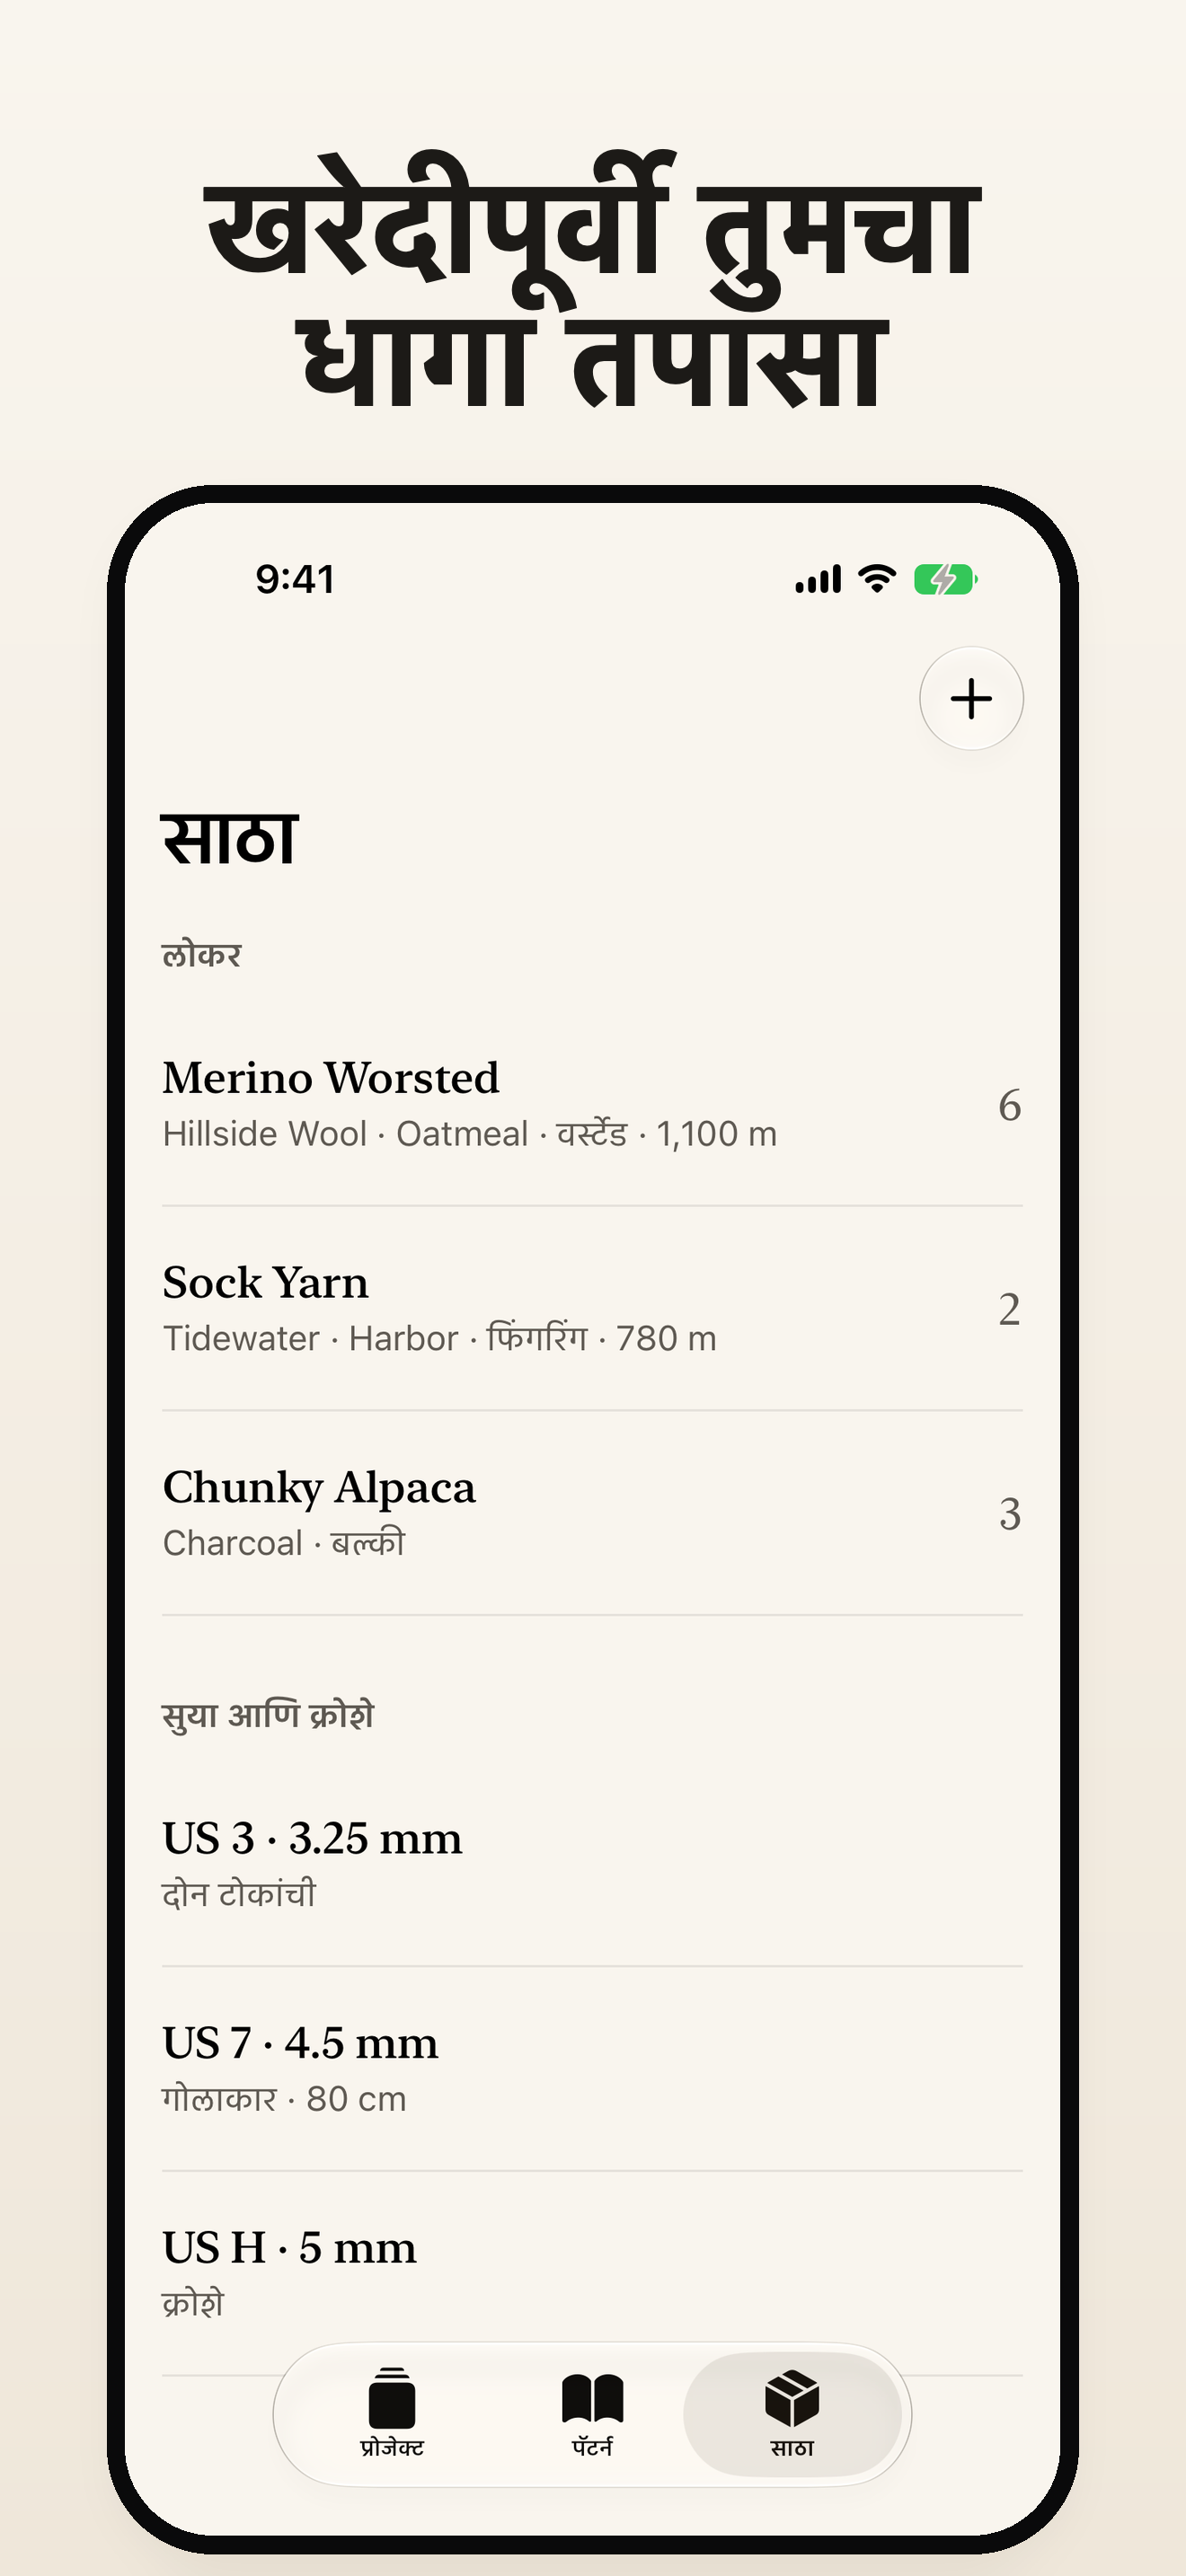 खरेदीपूर्वी तुमचा
धागा तपासा
9:41
साठा
लोकर
Merino Worsted
Hillside Wool · Oatmeal · वर्स्टेड · 1,100 m
6
Sock Yarn
Tidewater · Harbor · फिंगरिंग · 780 m
2
Chunky Alpaca
Charcoal · बल्की
3
सुया आणि क्रोशे
US 3 · 3.25 mm
दोन टोकांची
US 7 · 4.5 mm
गोलाकार · 80 cm
US H · 5 mm
क्रोशे
प्रोजेक्ट
पॅटर्न
साठा